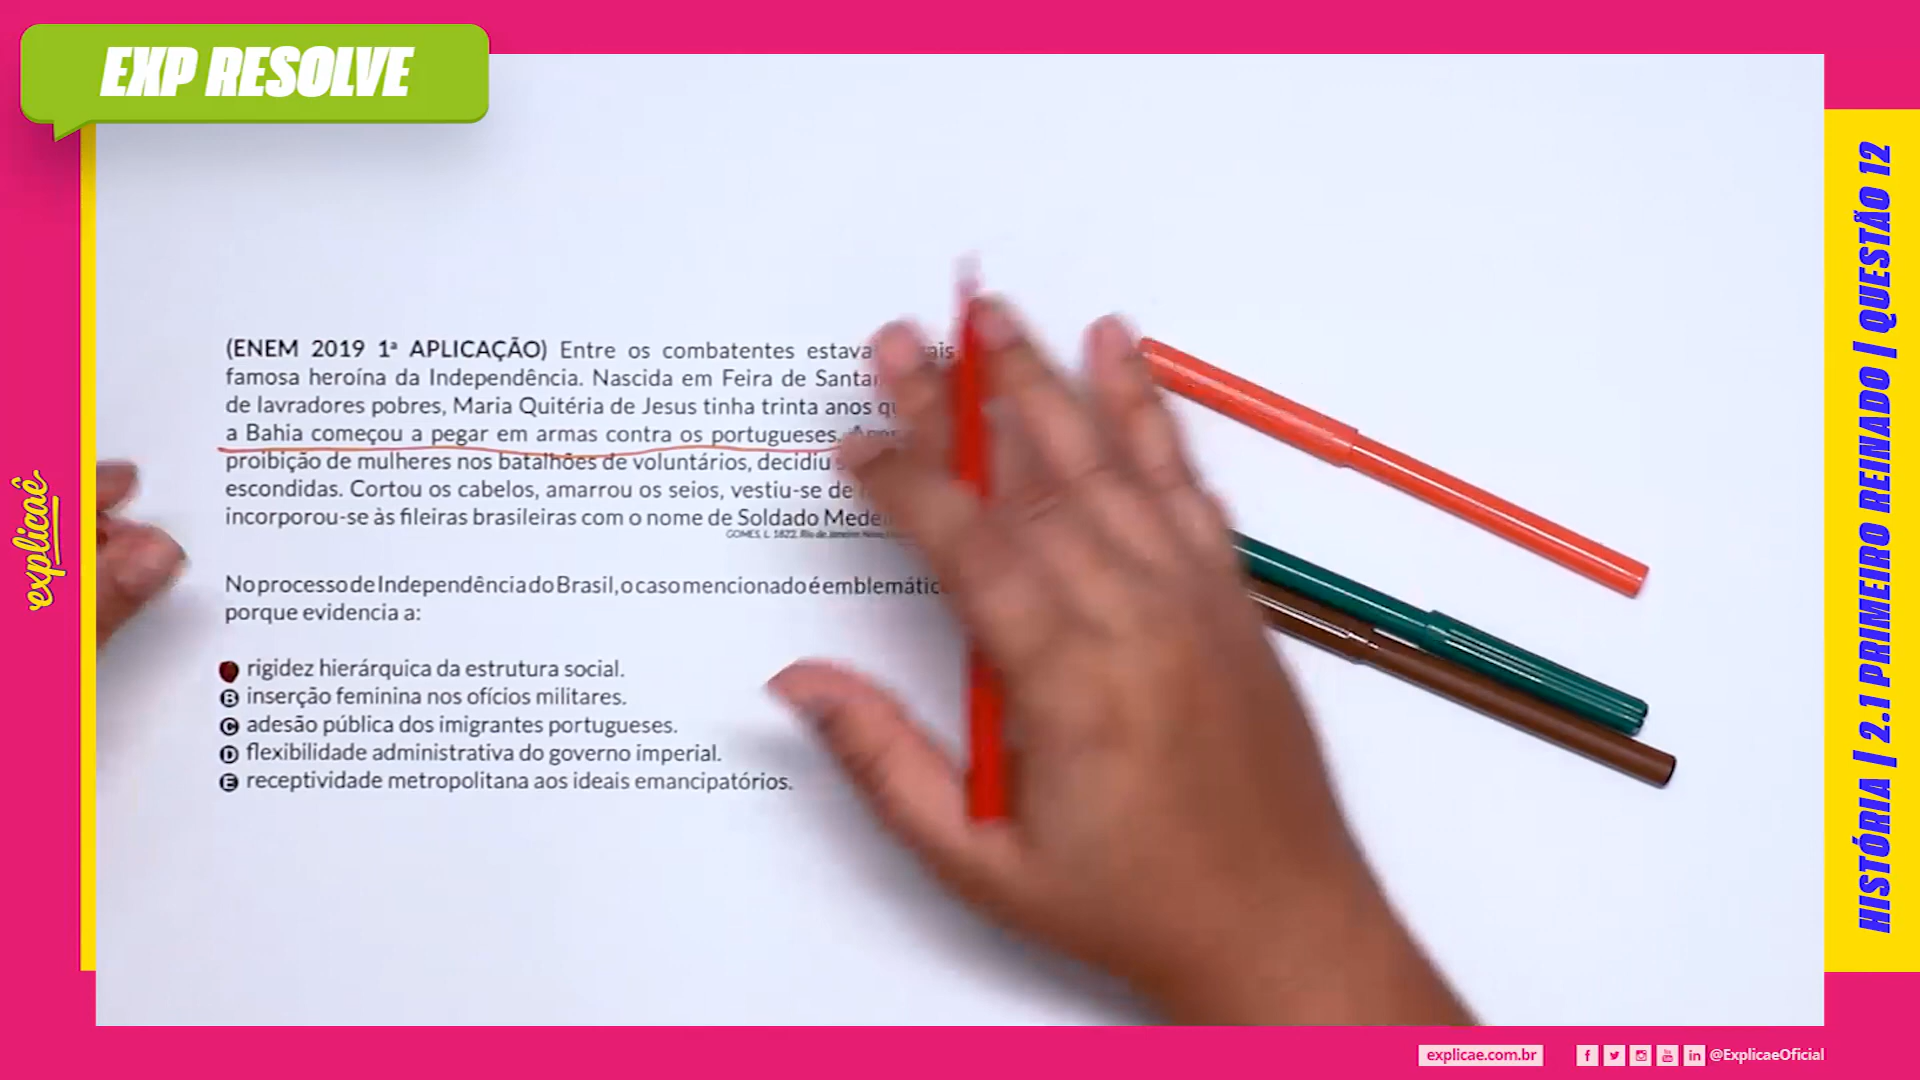 EXP RESOLVE
(ENEM 2019 1ª APLICAÇÃO) Entre os combatentes estava
famosa heroína da Independência. Nascida em Feira de
de lavradores pobres, Maria Quitéria de Jesus tinha trinta anos
a Bahia começou a pegar em armas contra os portugueses.
proibição de mulheres nos batalhões de voluntários, decidiu
escondidas. Cortou os cabelos, amarrou os seios, vestiu-se de
incorporou-se às fileiras brasileiras com o nome de Soldado
GOMES, L. 1822. Rio de Janeiro:
No processo de Independência do Brasil, o caso mencionado é
porque evidencia a:
rigidez hierárquica da estrutura social.
B inserção feminina nos ofícios militares.
C adesão pública dos imigrantes portugueses.
D flexibilidade administrativa do governo imperial.
E receptividade metropolitana aos ideais emancipatórios.
HISTÓRIA | 2.1 PRIMEIRO REINADO | QUESTÃO 12
explicaê
explicae.com.br
@ExplicaeOficial